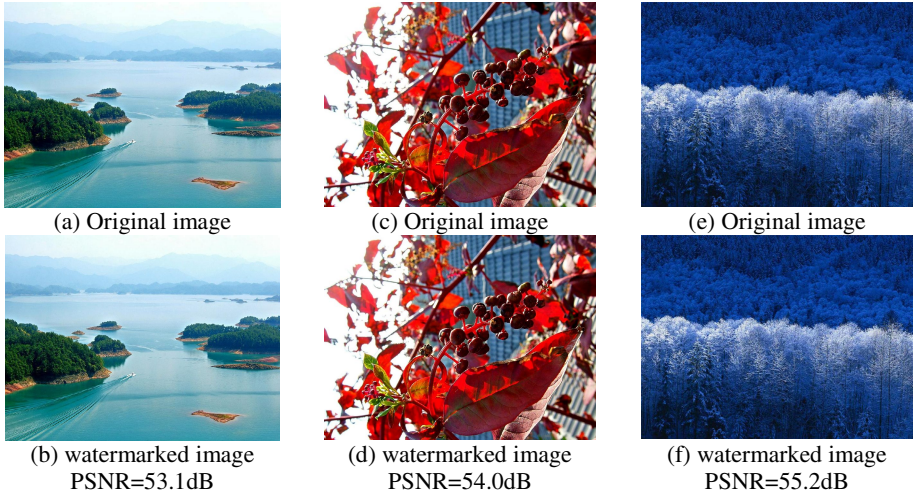 (a) Original image
(c) Original image
(e) Original image
(b) watermarked image
PSNR=53.1dB
(d) watermarked image
PSNR=54.0dB
(f) watermarked image
PSNR=55.2dB